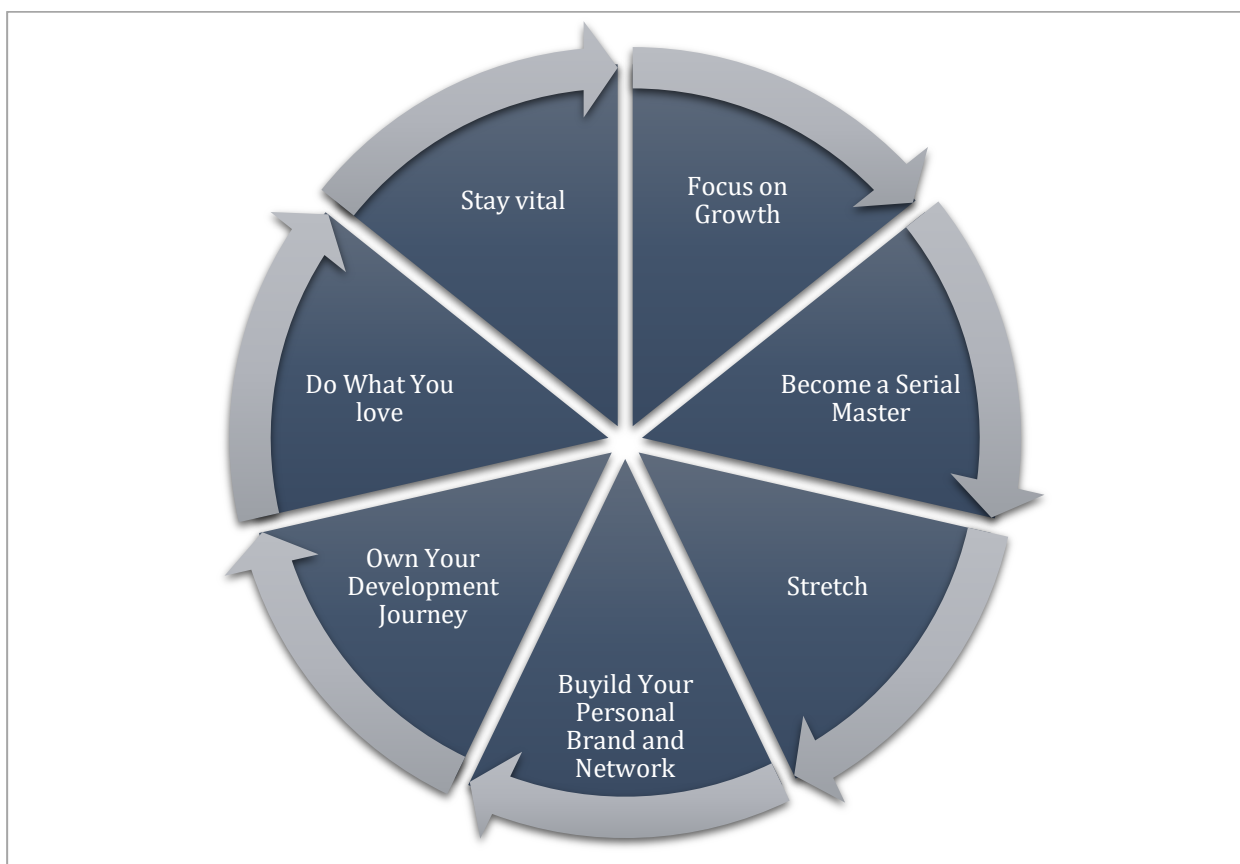 Focus on
Growth
Become a Serial
Master
Stretch
Buyild Your
Personal
Brand and
Network
Own Your
Development
Journey
Do What You
love
Stay vital